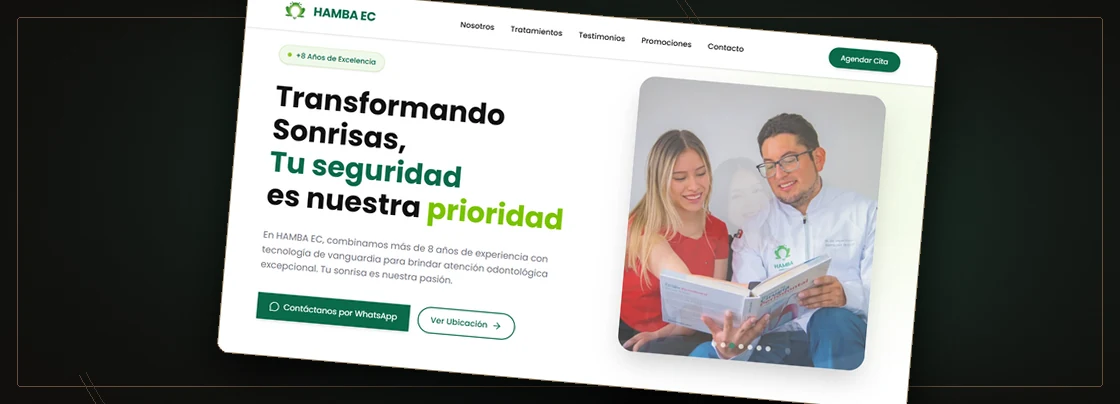 HAMBA EC
Nosotros
Tratamientos
Testimonios
Promociones
Contacto
Agendar Cita
+8 Años de Excelencia
Transformando
Sonrisas,
Tu seguridad
es nuestra prioridad
En HAMBA EC, combinamos más de 8 años de experiencia con
tecnología de vanguardia para brindar atención odontológica
excepcional. Tu sonrisa es nuestra pasión.
Contáctanos por WhatsApp
Ver Ubicación
HAMBA